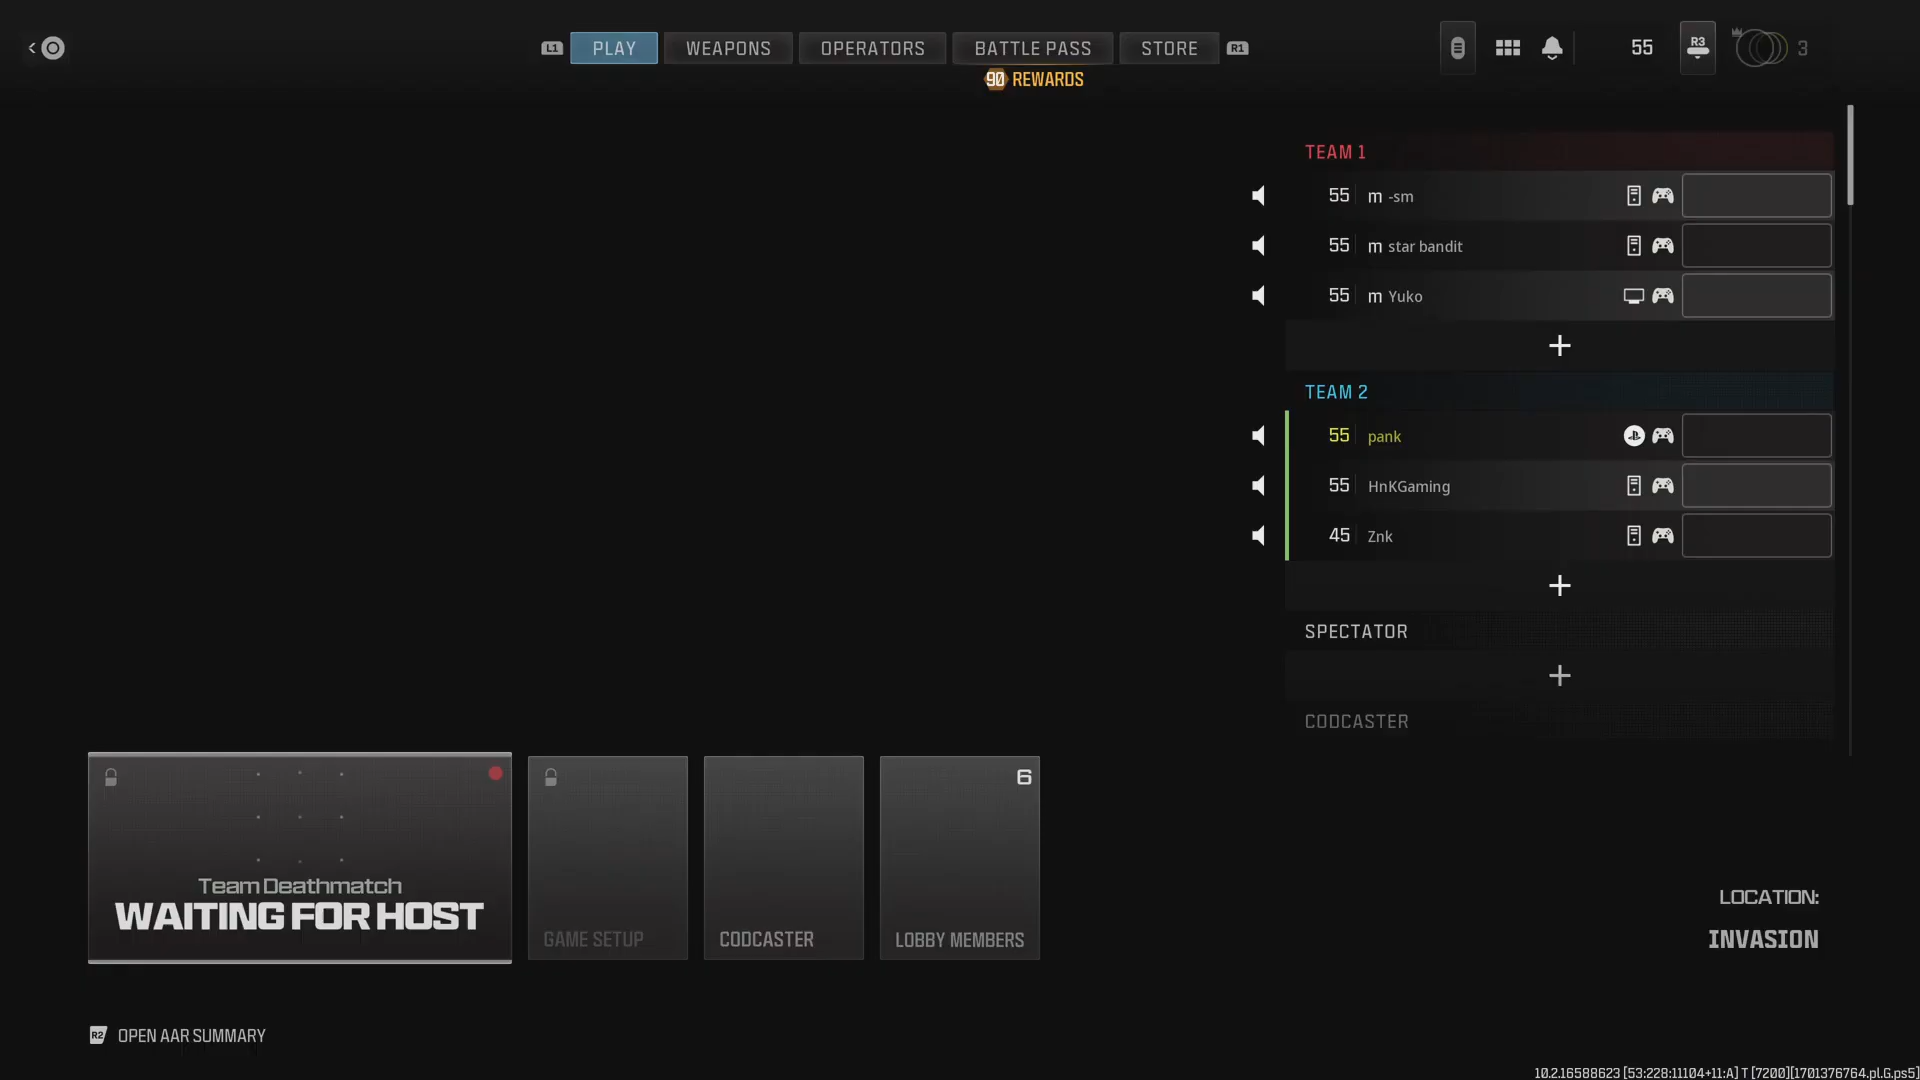 L1 PLAY WEAPONS OPERATORS BATTLE PASS STORE R1
90 REWARDS
55 R3 3
TEAM 1
55 m -sm
55 m star bandit
55 m Yuko
+
TEAM 2
55 pank
55 HnKGaming
45 Znk
+
SPECTATOR
+
CODCASTER
Team Deathmatch
WAITING FOR HOST
GAME SETUP
CODCASTER
6
LOBBY MEMBERS
LOCATION:
INVASION
R2 OPEN AAR SUMMARY
10.2.16588623 [53:228:11104+11:A] T [7200][1701376764.pl.G.ps5]